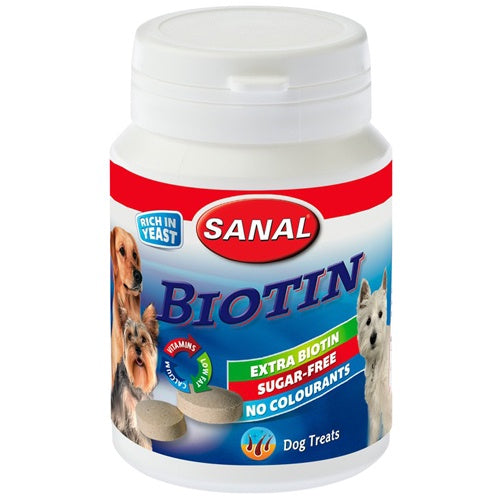 RICH IN
YEAST
SANAL
BIOTIN
VITAMINS
LOW FAT
CALCIUM
EXTRA BIOTIN
SUGAR-FREE
NO COLOURANTS
Dog Treats